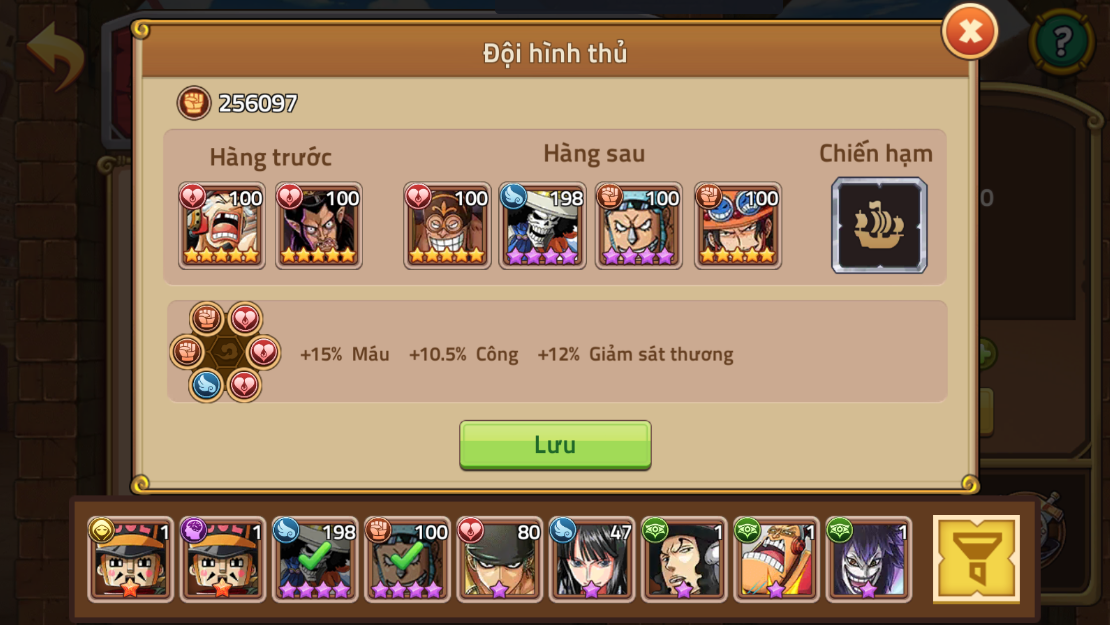 Đội hình thủ
?
256097
Hàng trước Hàng sau Chiến hạm
100 100 100 198 100 100
0
+15% Máu +10.5% Công +12% Giảm sát thương
Lưu
1 1 198 100 80 47 1 1 1